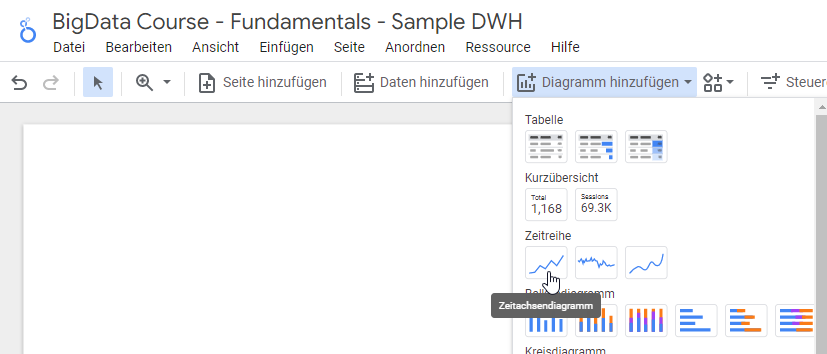 BigData Course - Fundamentals - Sample DWH
Datei Bearbeiten Ansicht Einfügen Seite Anordnen Ressource Hilfe
Seite hinzufügen Daten hinzufügen Diagramm hinzufügen Steuer
Tabelle
Kurzübersicht
Total
1,168
Sessions
69.3K
Zeitreihe
Zeitachsendiagramm
Kreisdiagramm